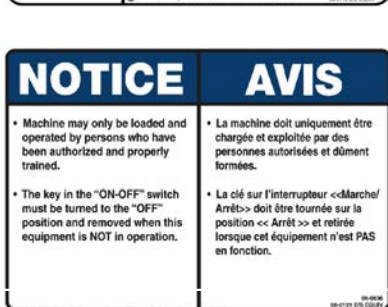 NOTICE
• Machine may only be loaded and
operated by persons who have
been authorized and properly
trained.
• The key in the “ON-OFF” switch
must be turned to the “OFF”
position and removed when this
equipment is NOT in operation.
AVIS
• La machine doit uniquement être
chargée et exploitée par des
personnes autorisées et dûment
formées.
• La clé sur l'interrupteur <<Marche/
Arrêt>> doit être tournée sur la
position << Arrêt >> et retirée
lorsque cet équipement n'est PAS
en fonction.